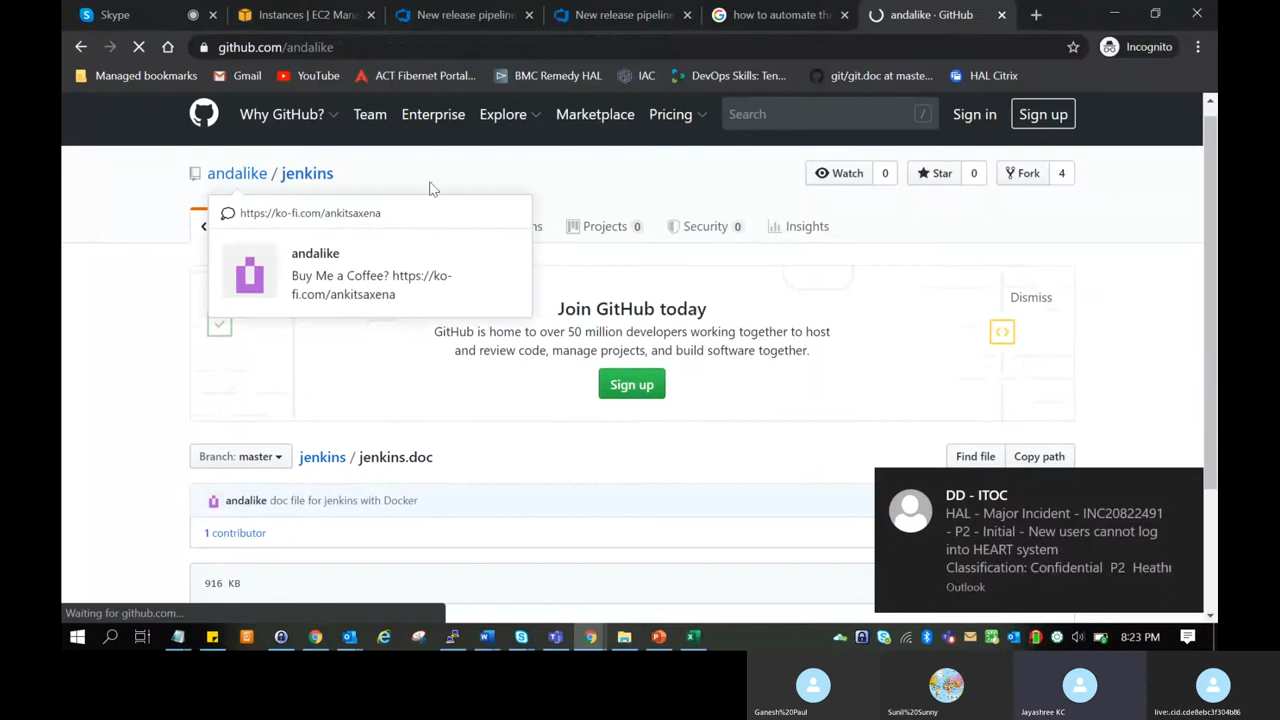 Skype
Instances | EC2 Man
New release pipeline
New release pipeline
how to automate the
andalike · GitHub
github.com/andalike
Incognito
Managed bookmarks
Gmail
YouTube
ACT Fibernet Portal...
BMC Remedy HAL
IAC
DevOps Skills: Ten...
git/git.doc at maste...
HAL Citrix
Why GitHub?
Team
Enterprise
Explore
Marketplace
Pricing
Search
/
Sign in
Sign up
andalike / jenkins
Watch 0
Star 0
Fork 4
https://ko-fi.com/ankitsaxena
ns
Projects 0
Security 0
Insights
andalike
Buy Me a Coffee? https://ko-
fi.com/ankitsaxena
Join GitHub today
Dismiss
GitHub is home to over 50 million developers working together to host
and review code, manage projects, and build software together.
Sign up
Branch: master
jenkins / jenkins.doc
Find file
Copy path
andalike doc file for jenkins with Docker
1 contributor
916 KB
DD - ITOC
HAL - Major Incident - INC20822491
- P2 - Initial - New users cannot log
into HEART system
Classification: Confidential P2 Heathr
Outlook
Waiting for github.com...
8:23 PM
Ganesh%20Paul
Sunil%20Sunny
Jayashree KC
live:.cid.cde8ebc3f304b86